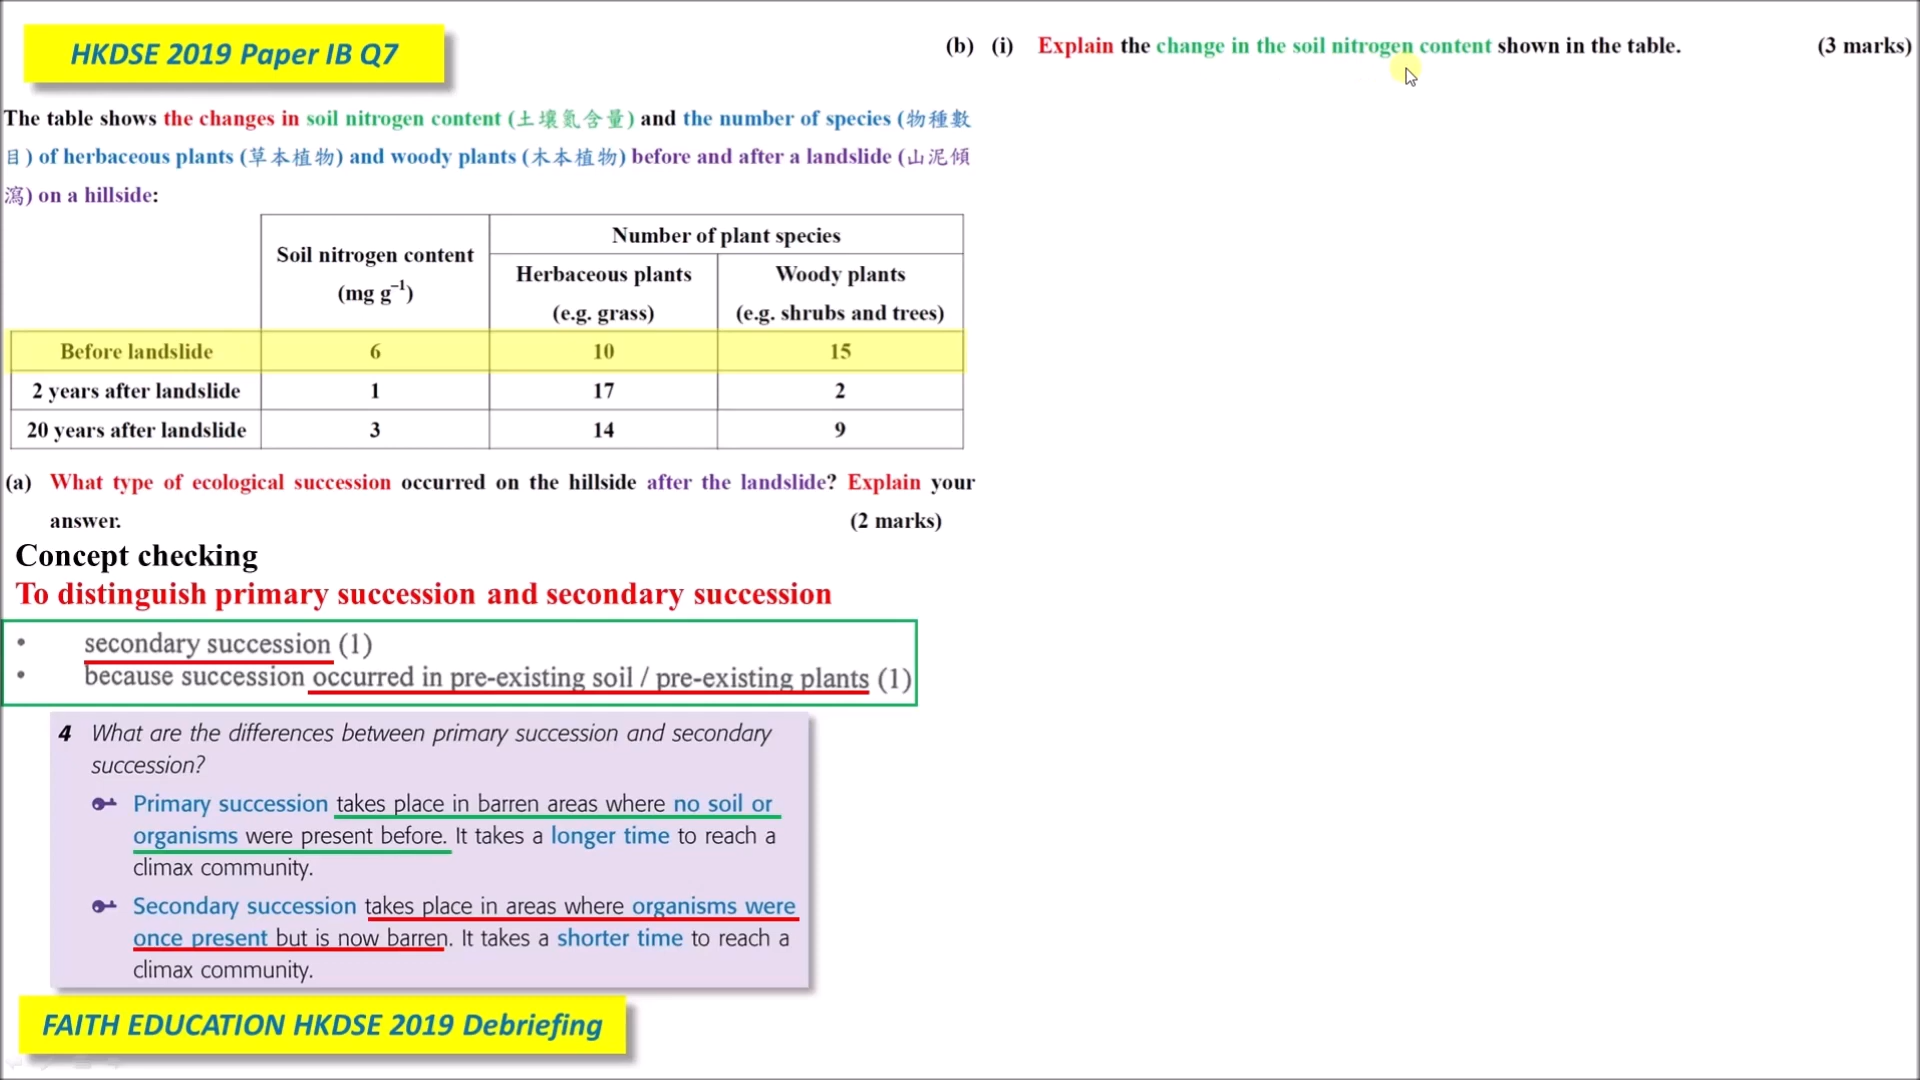 HKDSE 2019 Paper IB Q7
The table shows the changes in soil nitrogen content (土壤氮含量) and the number of species (物種數
目) of herbaceous plants (草本植物) and woody plants (木本植物) before and after a landslide (山泥傾
瀉) on a hillside:
Number of plant species
Soil nitrogen content
(mg g⁻¹)
Herbaceous plants
(e.g. grass)
Woody plants
(e.g. shrubs and trees)
Before landslide 6 10 15
2 years after landslide 1 17 2
20 years after landslide 3 14 9
(a) What type of ecological succession occurred on the hillside after the landslide? Explain your
answer. (2 marks)
Concept checking
To distinguish primary succession and secondary succession
• secondary succession (1)
• because succession occurred in pre-existing soil / pre-existing plants (1)
4 What are the differences between primary succession and secondary
succession?
Primary succession takes place in barren areas where no soil or
organisms were present before. It takes a longer time to reach a
climax community.
Secondary succession takes place in areas where organisms were
once present but is now barren. It takes a shorter time to reach a
climax community.
FAITH EDUCATION HKDSE 2019 Debriefing
(b) (i) Explain the change in the soil nitrogen content shown in the table. (3 marks)